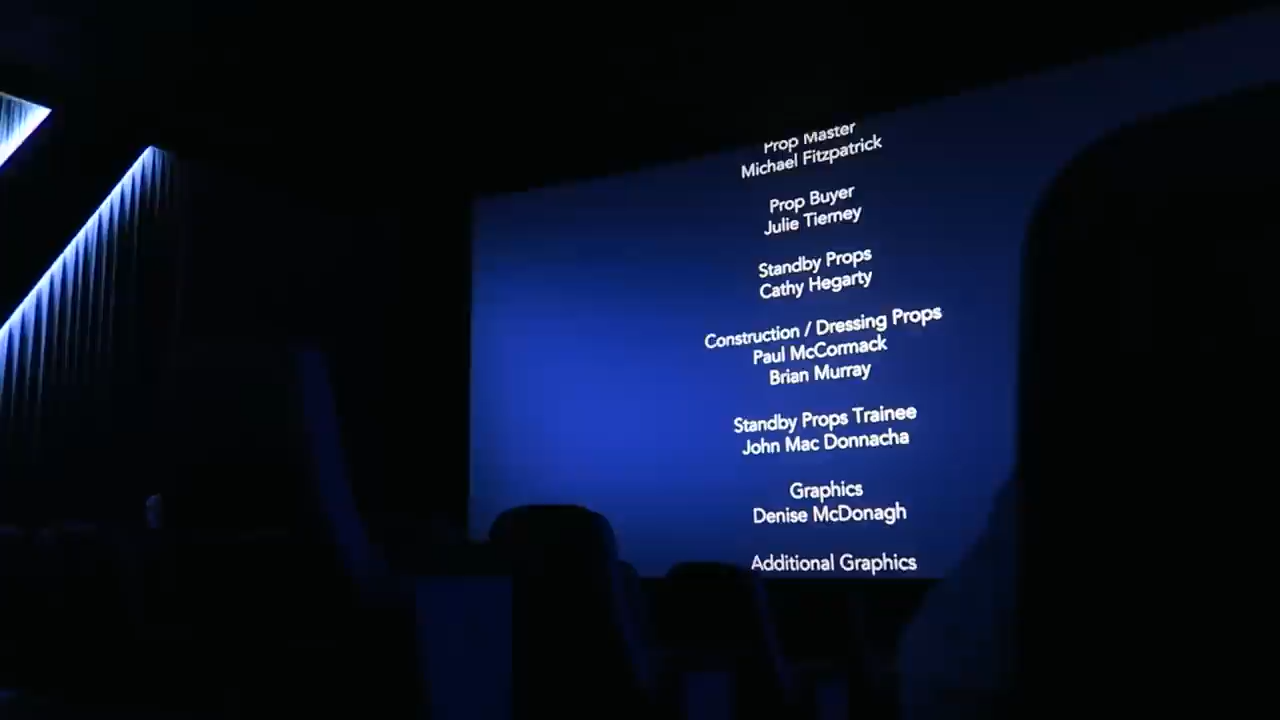 Prop Master
Michael Fitzpatrick
Prop Buyer
Julie Tierney
Standby Props
Cathy Hegarty
Construction / Dressing Props
Paul McCormack
Brian Murray
Standby Props Trainee
John Mac Donnacha
Graphics
Denise McDonagh
Additional Graphics